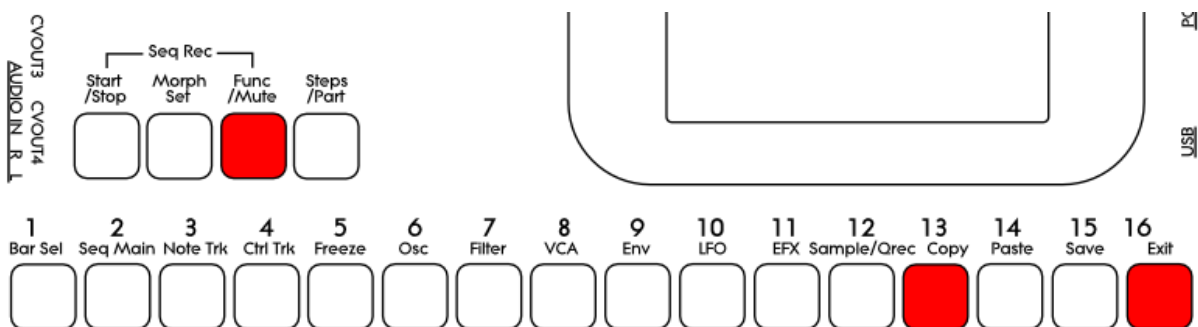 CVOUT3 CVOUT4
AUDIO IN R L
Seq Rec
Start Morph Func Steps
/Stop Set /Mute /Part
PC
USB
1 2 3 4 5 6 7 8 9 10 11 12 13 14 15 16
Bar Sel Seq Main Note Trk Ctrl Trk Freeze Osc Filter VCA Env LFO EFX Sample/Qrec Copy Paste Save Exit